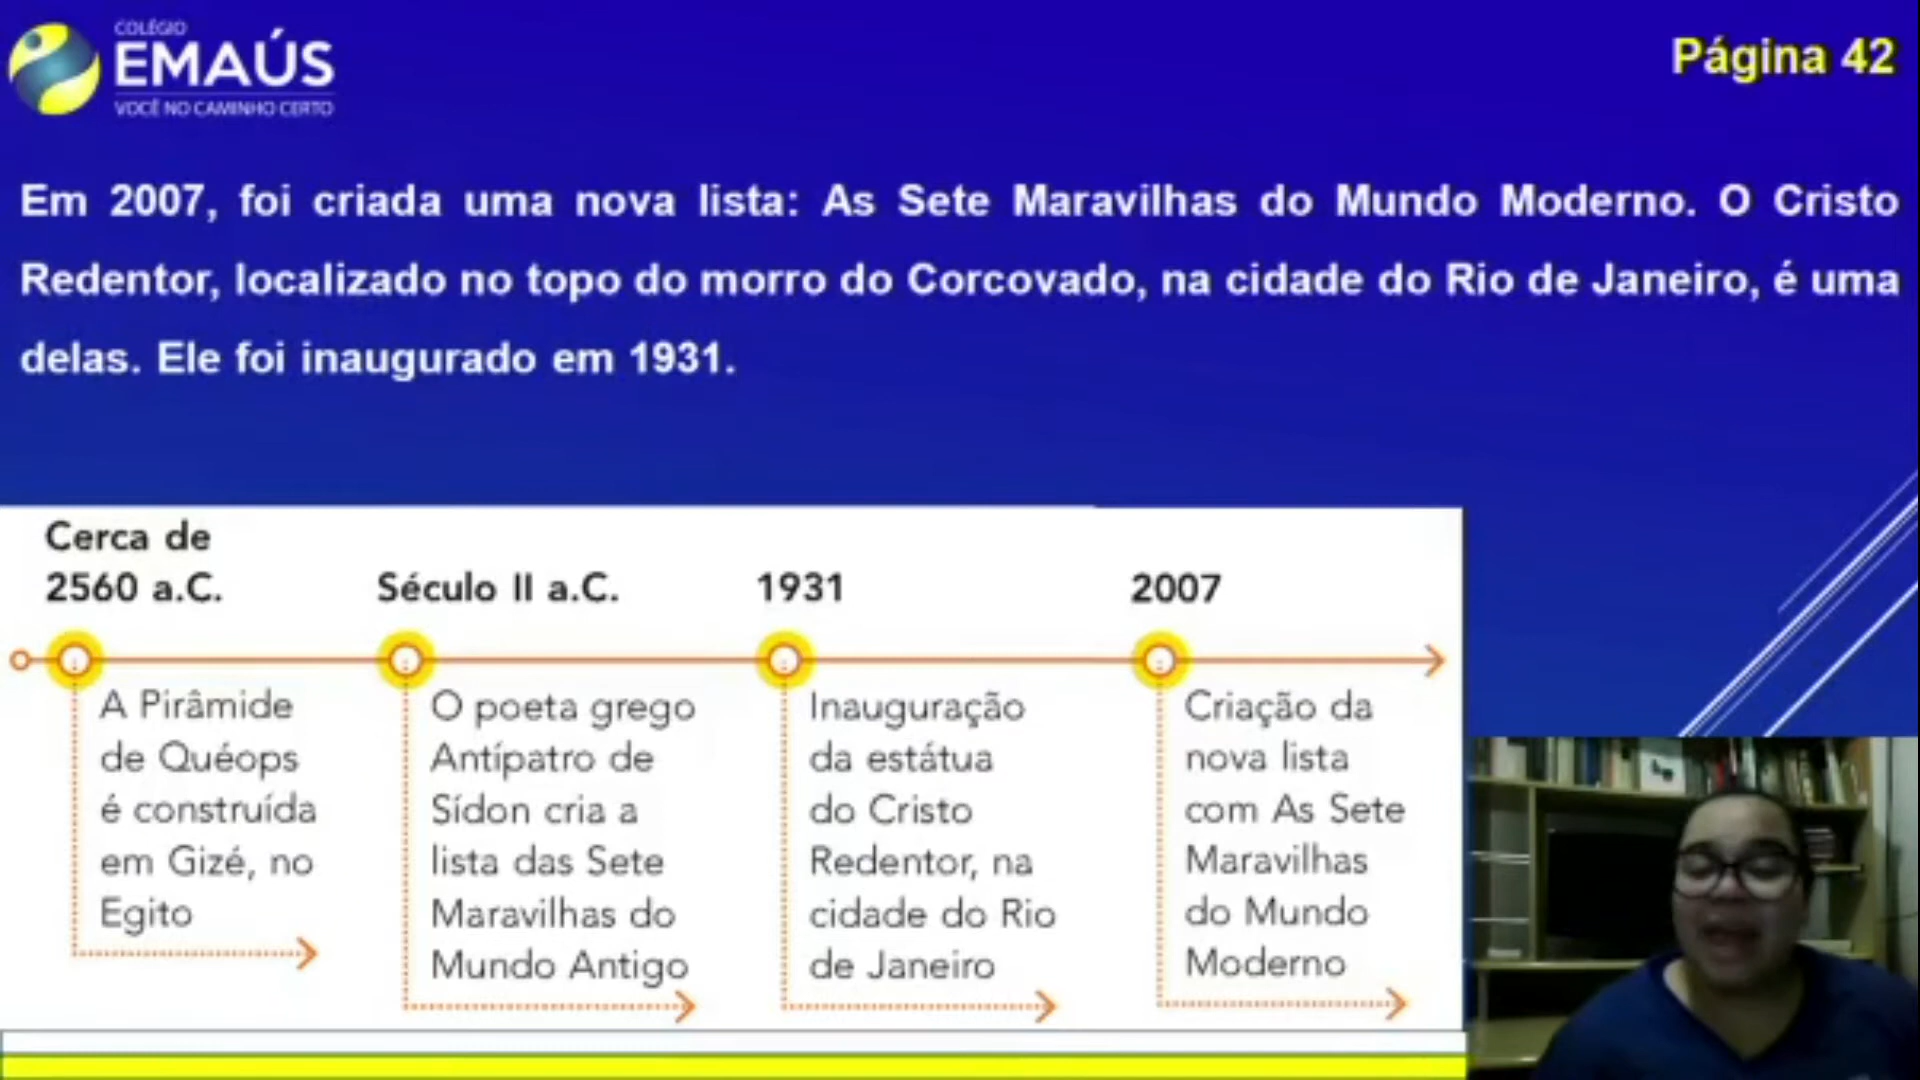 COLÉGIO
EMAÚS
VOCÊ NO CAMINHO CERTO
Página 42
Em 2007, foi criada uma nova lista: As Sete Maravilhas do Mundo Moderno. O Cristo
Redentor, localizado no topo do morro do Corcovado, na cidade do Rio de Janeiro, é uma
delas. Ele foi inaugurado em 1931.
Cerca de
2560 a.C.
Século II a.C.
1931
2007
A Pirâmide
de Quéops
é construída
em Gizé, no
Egito
O poeta grego
Antípatro de
Sídon cria a
lista das Sete
Maravilhas do
Mundo Antigo
Inauguração
da estátua
do Cristo
Redentor, na
cidade do Rio
de Janeiro
Criação da
nova lista
com As Sete
Maravilhas
do Mundo
Moderno